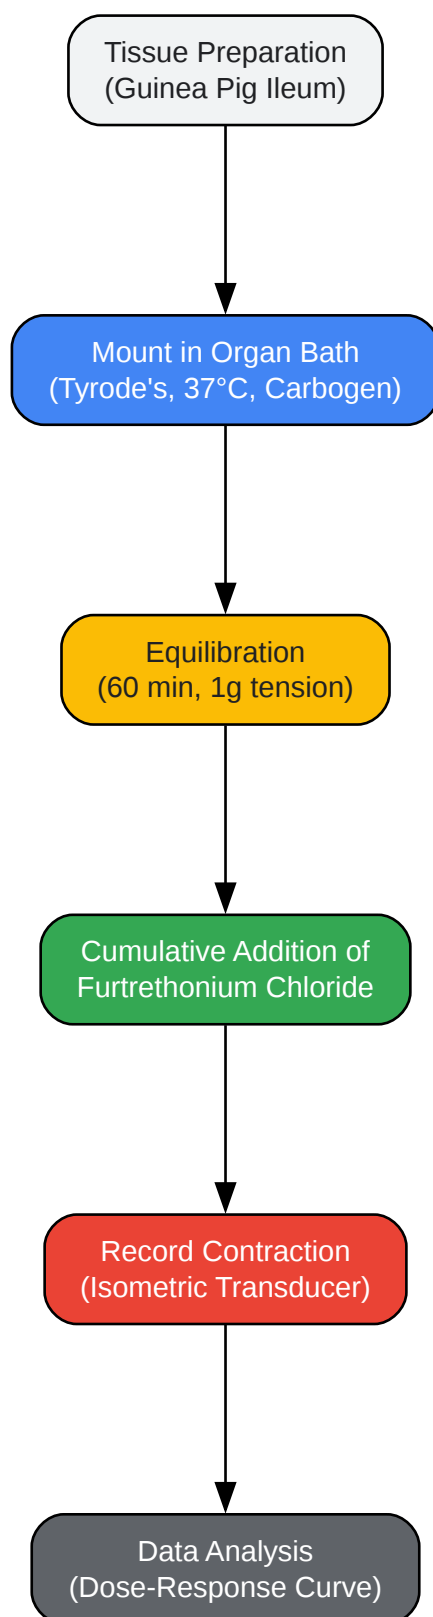 Tissue Preparation
(Guinea Pig Ileum)
Mount in Organ Bath
(Tyrode's, 37°C, Carbogen)
Equilibration
(60 min, 1g tension)
Cumulative Addition of
Furtrethonium Chloride
Record Contraction
(Isometric Transducer)
Data Analysis
(Dose-Response Curve)